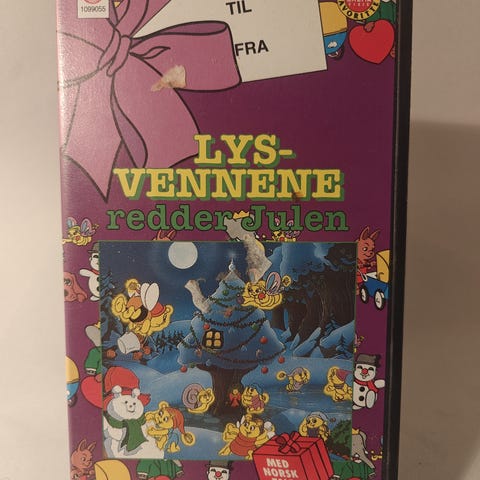 1099055
TIL
FRA
LYS-
VENNENE
redder Julen
MED
NORSK